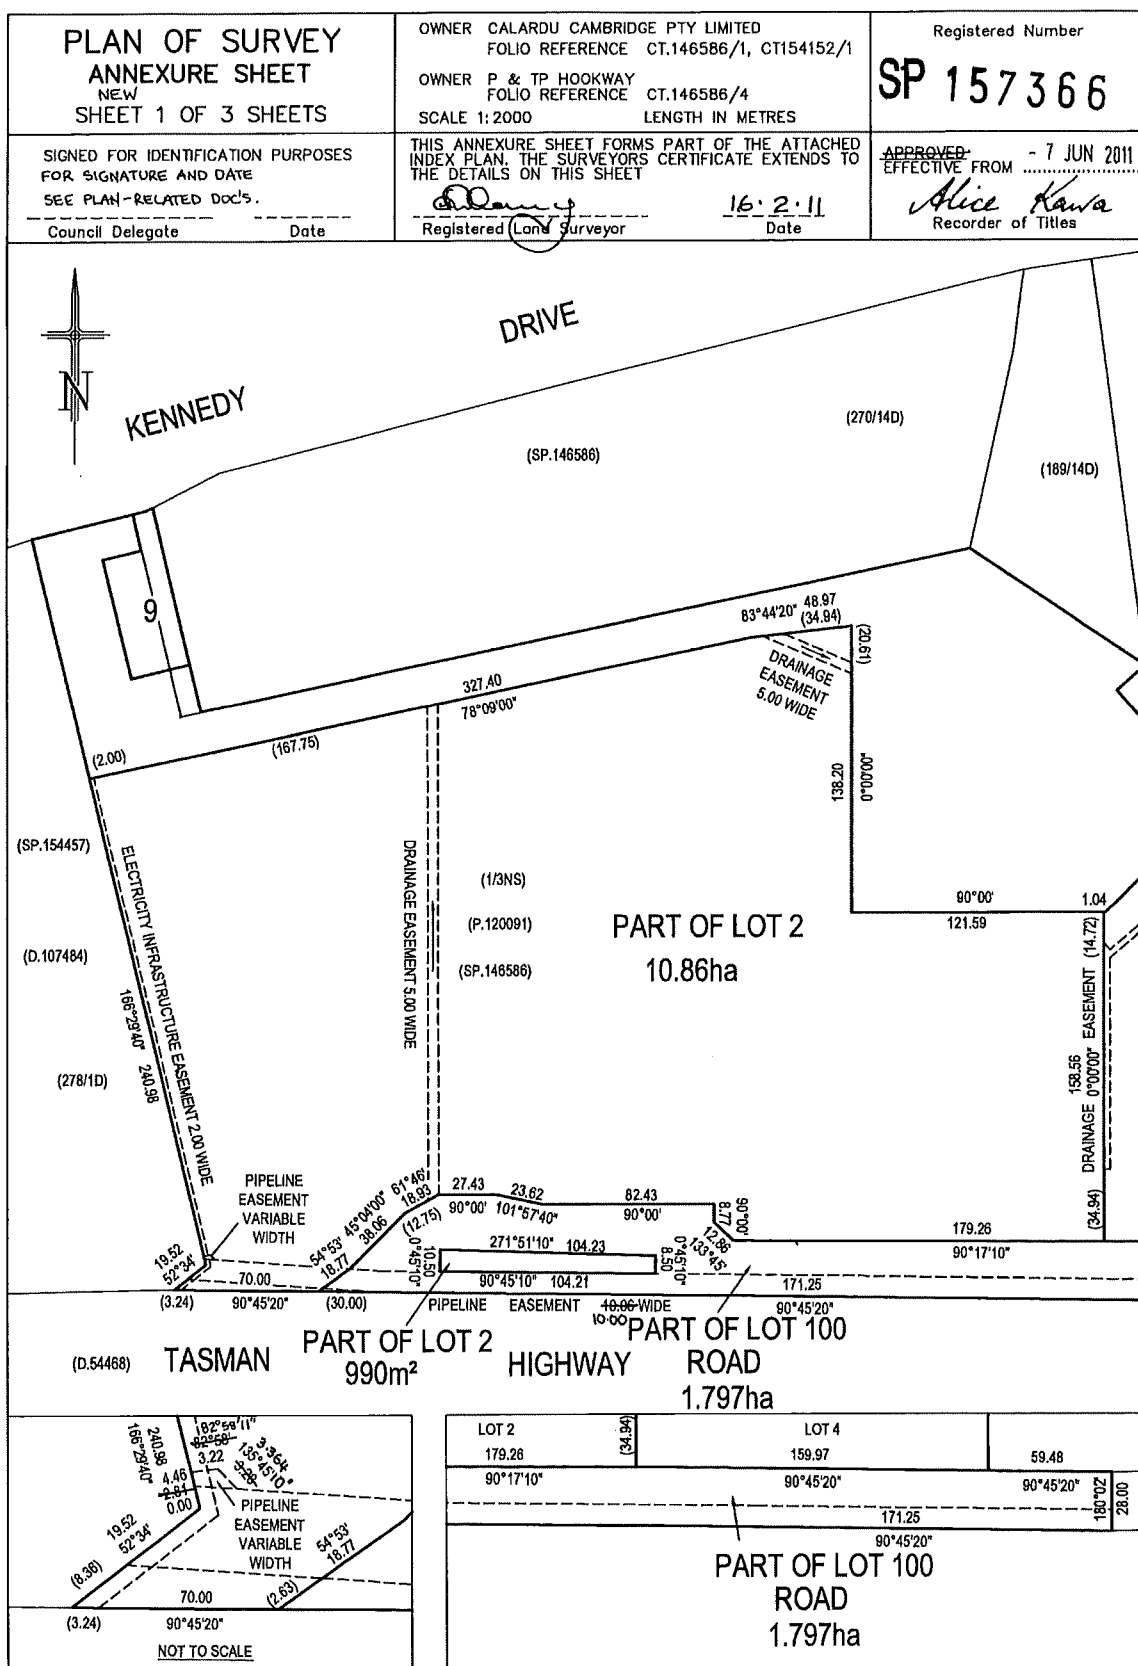 PLAN OF SURVEY
ANNEXURE SHEET
NEW
SHEET 1 OF 3 SHEETS
OWNER CALARDU CAMBRIDGE PTY LIMITED
FOLIO REFERENCE CT.146586/1, CT154152/1
OWNER P & TP HOOKWAY
FOLIO REFERENCE CT.146586/4
SCALE 1:2000 LENGTH IN METRES
Registered Number
SP 157366
SIGNED FOR IDENTIFICATION PURPOSES
FOR SIGNATURE AND DATE
SEE PLAN-RELATED DOC'S.
Council Delegate Date
THIS ANNEXURE SHEET FORMS PART OF THE ATTACHED
INDEX PLAN. THE SURVEYORS CERTIFICATE EXTENDS TO
THE DETAILS ON THIS SHEET
16·2·11
Registered Land Surveyor Date
APPROVED
EFFECTIVE FROM - 7 JUN 2011
Alice Kawa
Recorder of Titles
N
KENNEDY
DRIVE
(SP.146586)
(270/14D)
(189/14D)
9
83°44'20" 48.97
(34.94)
(20.61)
DRAINAGE
EASEMENT
5.00 WIDE
327.40
78°09'00"
(2.00)
(167.75)
138.20
0°00'00"
(SP.154457)
(D.107484)
(278/1D)
ELECTRICITY INFRASTRUCTURE EASEMENT 2.00 WIDE
166°29'40" 240.98
DRAINAGE EASEMENT 5.00 WIDE
(1/3NS)
(P.120091)
(SP.146586)
PART OF LOT 2
10.86ha
90°00' 1.04
121.59
DRAINAGE EASEMENT (14.72)
158.56
0°00'00"
(34.94)
PIPELINE
EASEMENT
VARIABLE
WIDTH
19.52
52°34'
70.00
54°53'
18.77
45°04'00"
38.06
61°46'
18.93
(12.75)
27.43
90°00'
23.62
101°57'40"
82.43
90°00'
8.77
90°00'
12.86
133°45'
179.26
90°17'10"
0°45'10"
10.50
271°51'10" 104.23
90°45'10" 104.21
8.50
0°45'10"
171.25
90°45'20"
(3.24) 90°45'20" (30.00)
PIPELINE EASEMENT 10.06 WIDE
10·00
PART OF LOT 2
990m²
PART OF LOT 100
ROAD
1.797ha
(D.54468) TASMAN HIGHWAY
182°58'11"
82°58'
3.22
3·364
135°45'10"
3.28
240.98
166°29'40"
4.46
2.81
0.00
PIPELINE
EASEMENT
VARIABLE
WIDTH
19.52
52°34'
(8.36)
54°53'
18.77
70.00
(2.63)
(3.24) 90°45'20"
NOT TO SCALE
LOT 2 (34.94) LOT 4
179.26 159.97 59.48
90°17'10" 90°45'20" 90°45'20"
180°02'
28.00
171.25
90°45'20"
PART OF LOT 100
ROAD
1.797ha